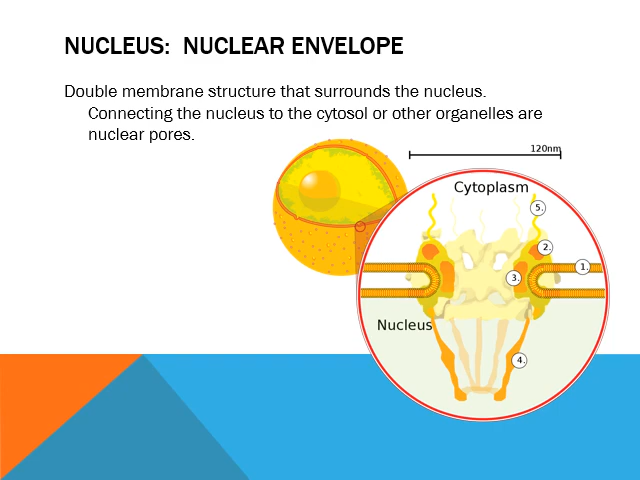 NUCLEUS:  NUCLEAR ENVELOPE
Double membrane structure that surrounds the nucleus.
Connecting the nucleus to the cytosol or other organelles are
nuclear pores.
120nm
Cytoplasm
5.
2.
1.
3.
Nucleus
4.